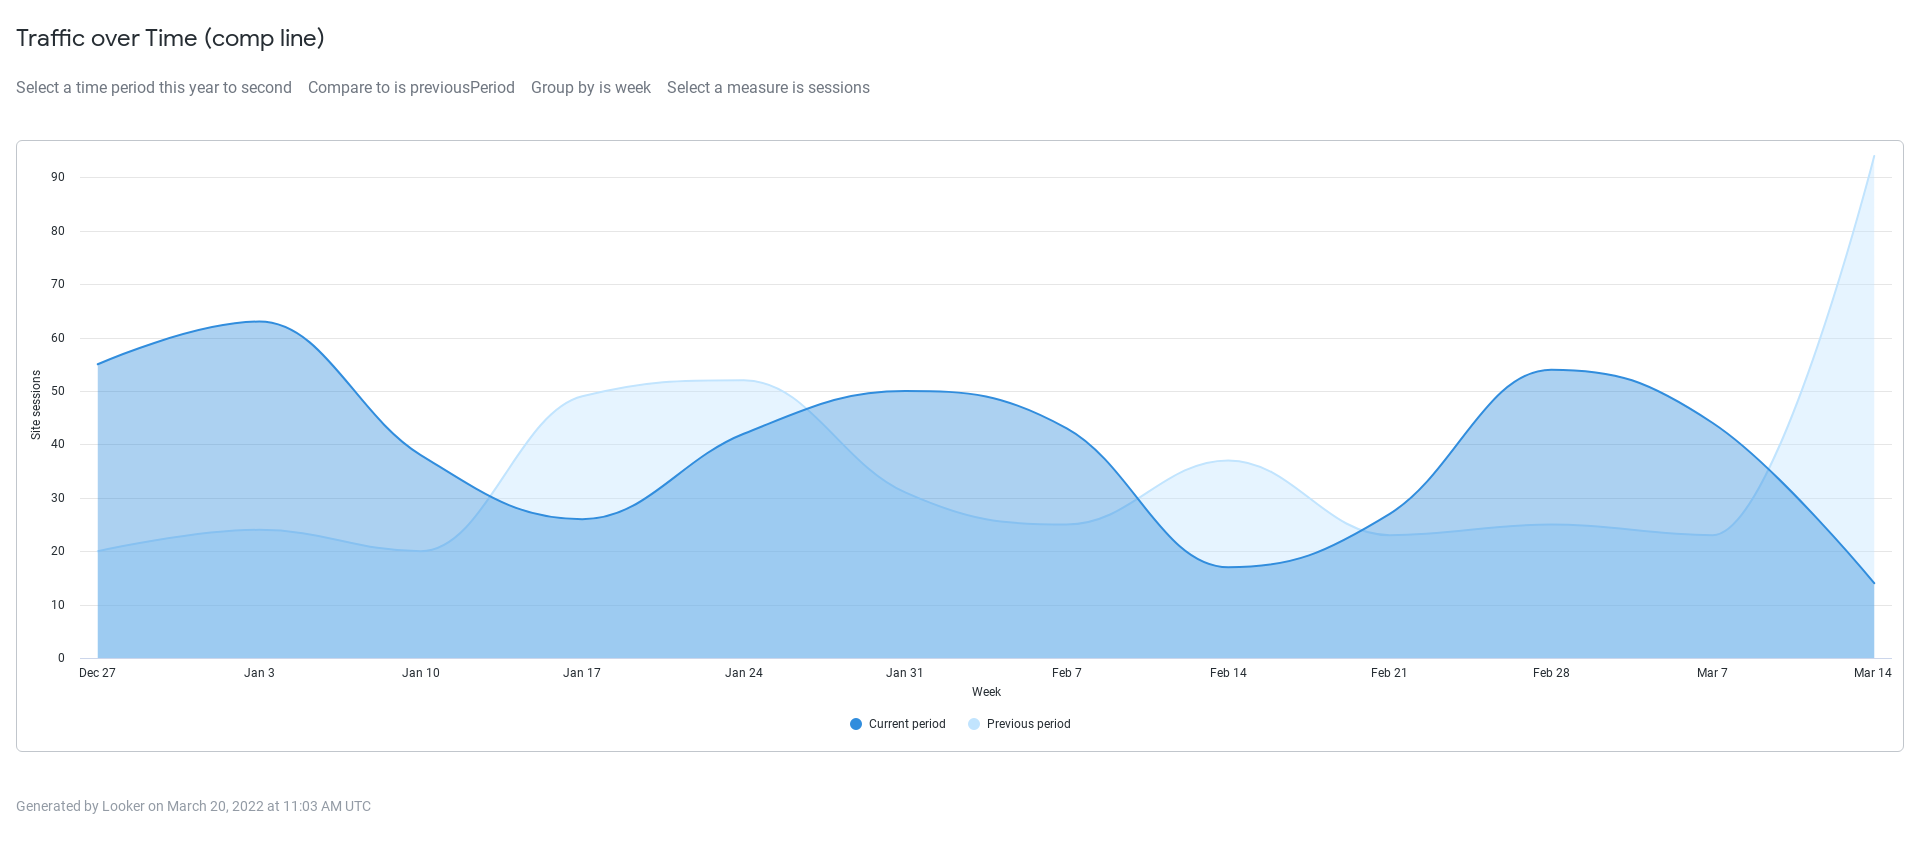 Traffic over Time (comp line)
Select a time period this year to second Compare to is previousPeriod Group by is week Select a measure is sessions
90
80
70
60
50
40
30
20
10
0
Site sessions
Dec 27 Jan 3 Jan 10 Jan 17 Jan 24 Jan 31 Feb 7 Feb 14 Feb 21 Feb 28 Mar 7 Mar 14
Week
Current period Previous period
Generated by Looker on March 20, 2022 at 11:03 AM UTC